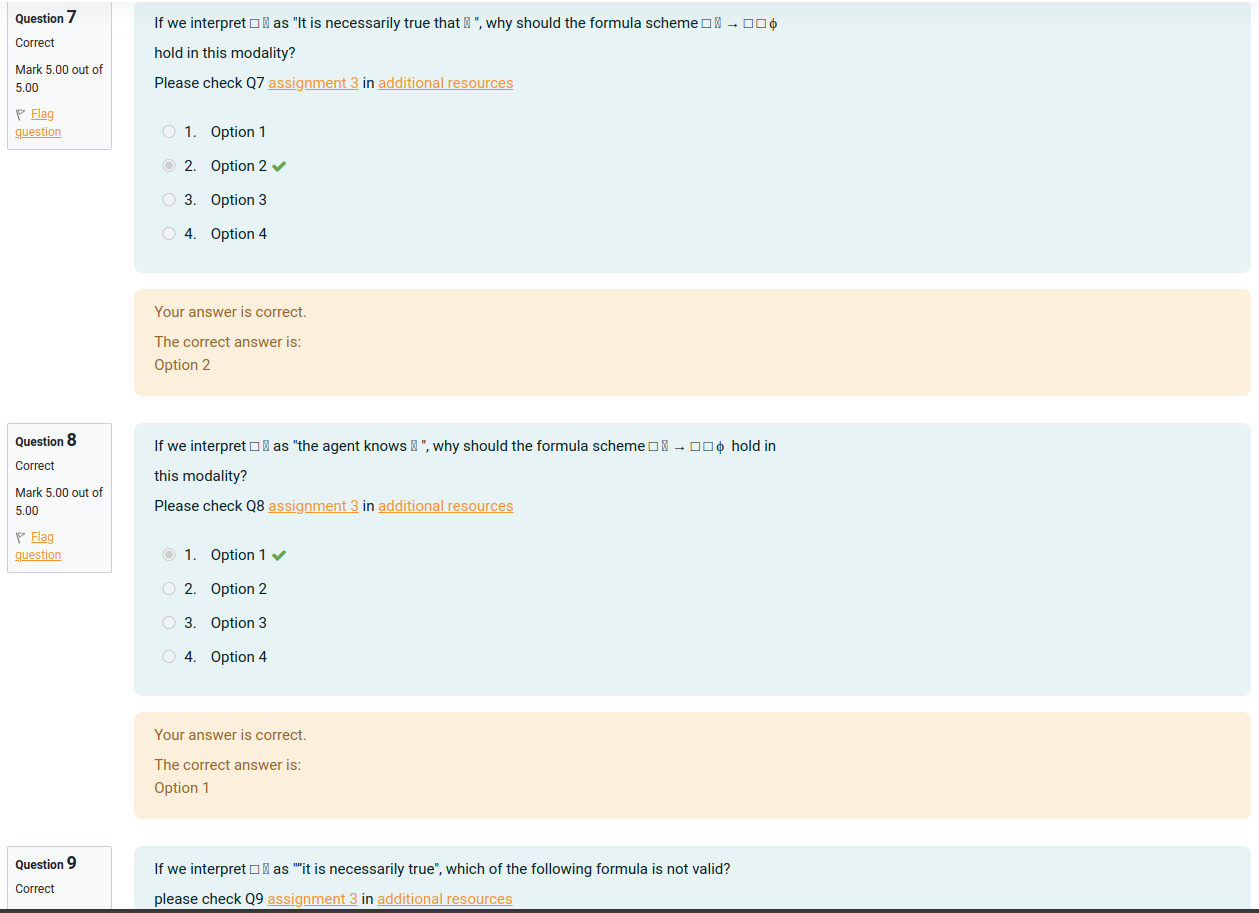 Question 7
Correct
Mark 5.00 out of
5.00
Flag
question
If we interpret □ 𝜙 as "It is necessarily true that 𝜙 ", why should the formula scheme □ 𝜙 → □ □ ϕ
hold in this modality?
Please check Q7 assignment 3 in additional resources
1. Option 1
2. Option 2 ✔
3. Option 3
4. Option 4
Your answer is correct.
The correct answer is:
Option 2
Question 8
Correct
Mark 5.00 out of
5.00
Flag
question
If we interpret □ 𝜙 as "the agent knows 𝜙 ", why should the formula scheme □ 𝜙 → □ □ ϕ hold in
this modality?
Please check Q8 assignment 3 in additional resources
1. Option 1 ✔
2. Option 2
3. Option 3
4. Option 4
Your answer is correct.
The correct answer is:
Option 1
Question 9
Correct
If we interpret □ 𝜙 as "”it is necessarily true", which of the following formula is not valid?
please check Q9 assignment 3 in additional resources